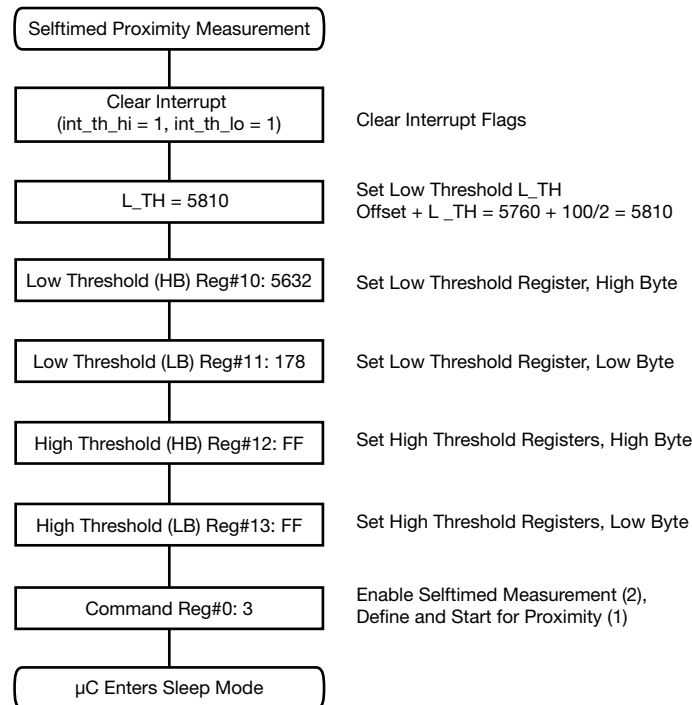 Selftimed Proximity Measurement
Clear Interrupt
(int_th_hi = 1, int_th_lo = 1)
Clear Interrupt Flags
L_TH = 5810
Set Low Threshold L_TH
Offset + L _TH = 5760 + 100/2 = 5810
Low Threshold (HB) Reg#10: 5632
Set Low Threshold Register, High Byte
Low Threshold (LB) Reg#11: 178
Set Low Threshold Register, Low Byte
High Threshold (HB) Reg#12: FF
Set High Threshold Registers, High Byte
High Threshold (LB) Reg#13: FF
Set High Threshold Registers, Low Byte
Command Reg#0: 3
Enable Selftimed Measurement (2),
Define and Start for Proximity (1)
µC Enters Sleep Mode